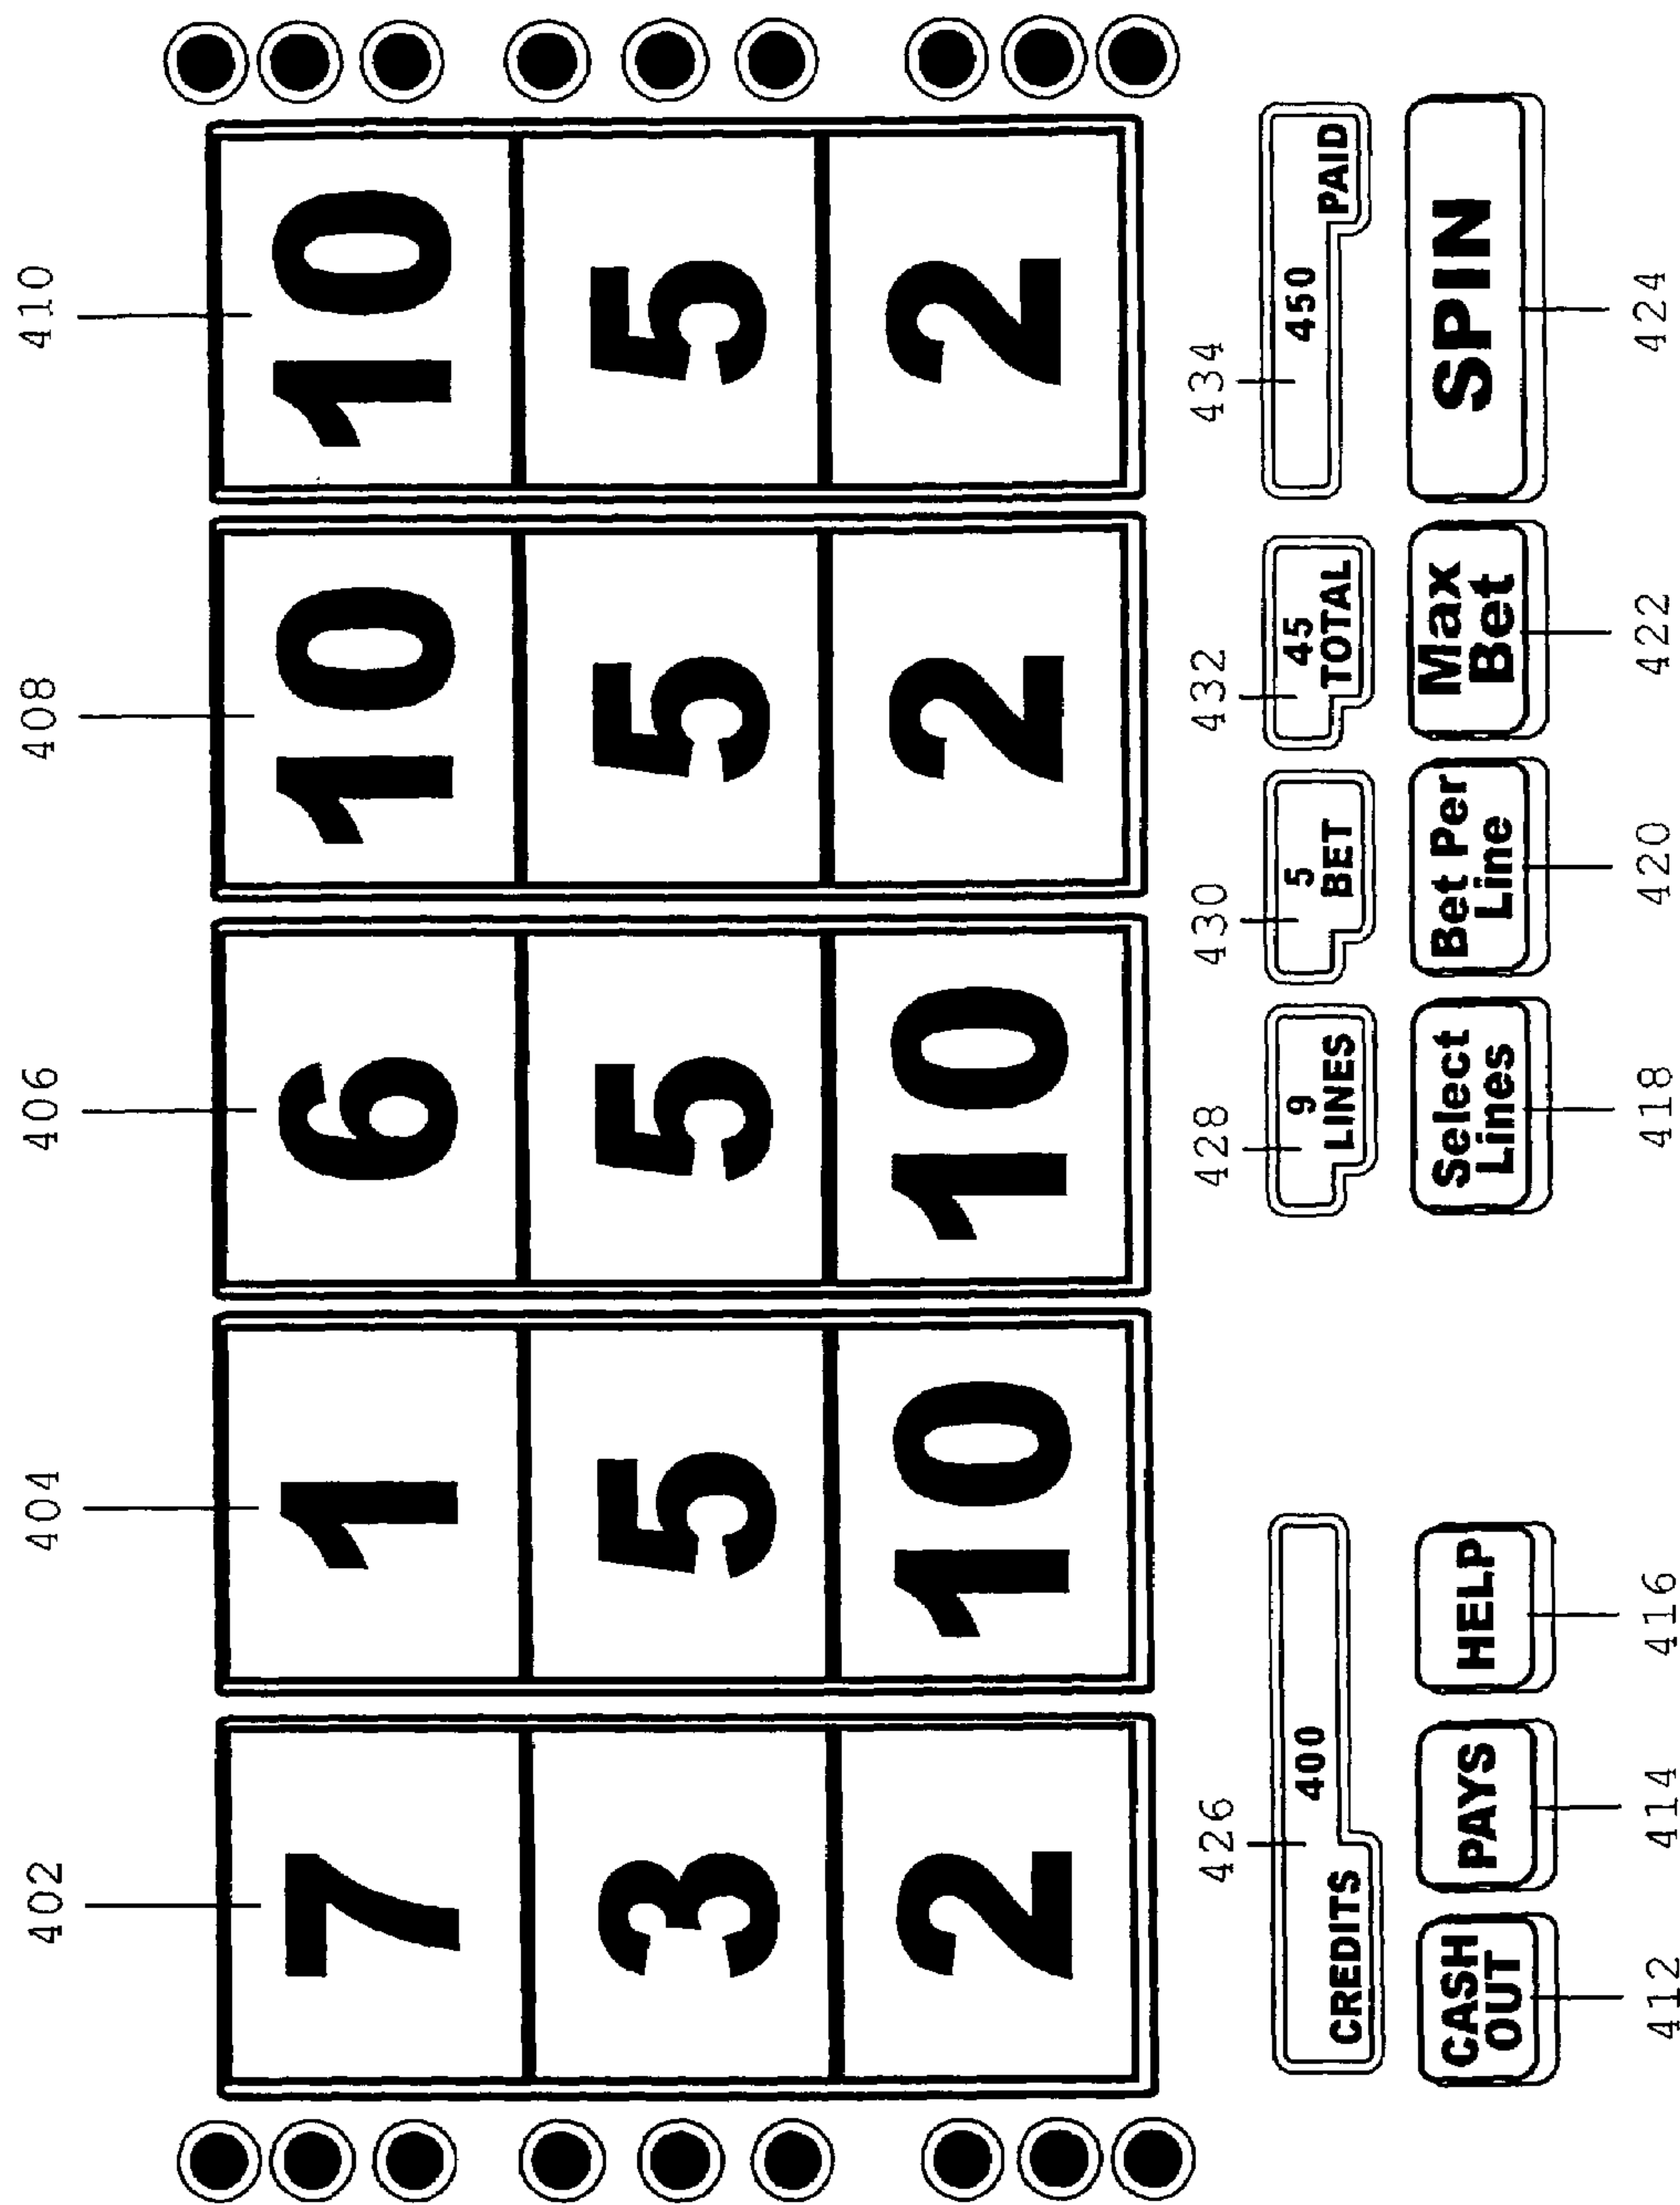 402 404 406 408 410
7 1 6 10 10
3 5 5 5 5
2 10 10 2 2
426 428 430 432 434
400 9 5 45 450
CREDITS LINES BET TOTAL PAID
CASH OUT PAYS HELP Select Lines Bet Per Line Max Bet SPIN
412 414 416 418 420 422 424